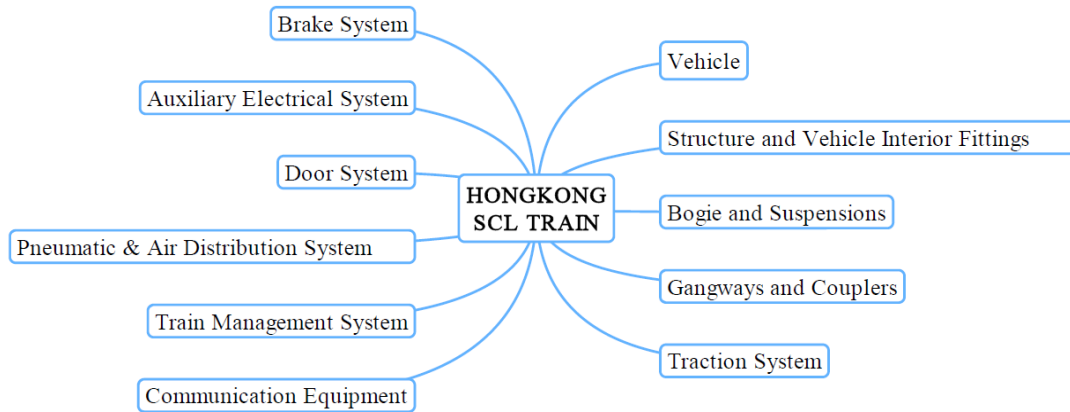 Brake System
Auxiliary Electrical System
Door System
Pneumatic & Air Distribution System
Train Management System
Communication Equipment
HONGKONG
SCL TRAIN
Vehicle
Structure and Vehicle Interior Fittings
Bogie and Suspensions
Gangways and Couplers
Traction System